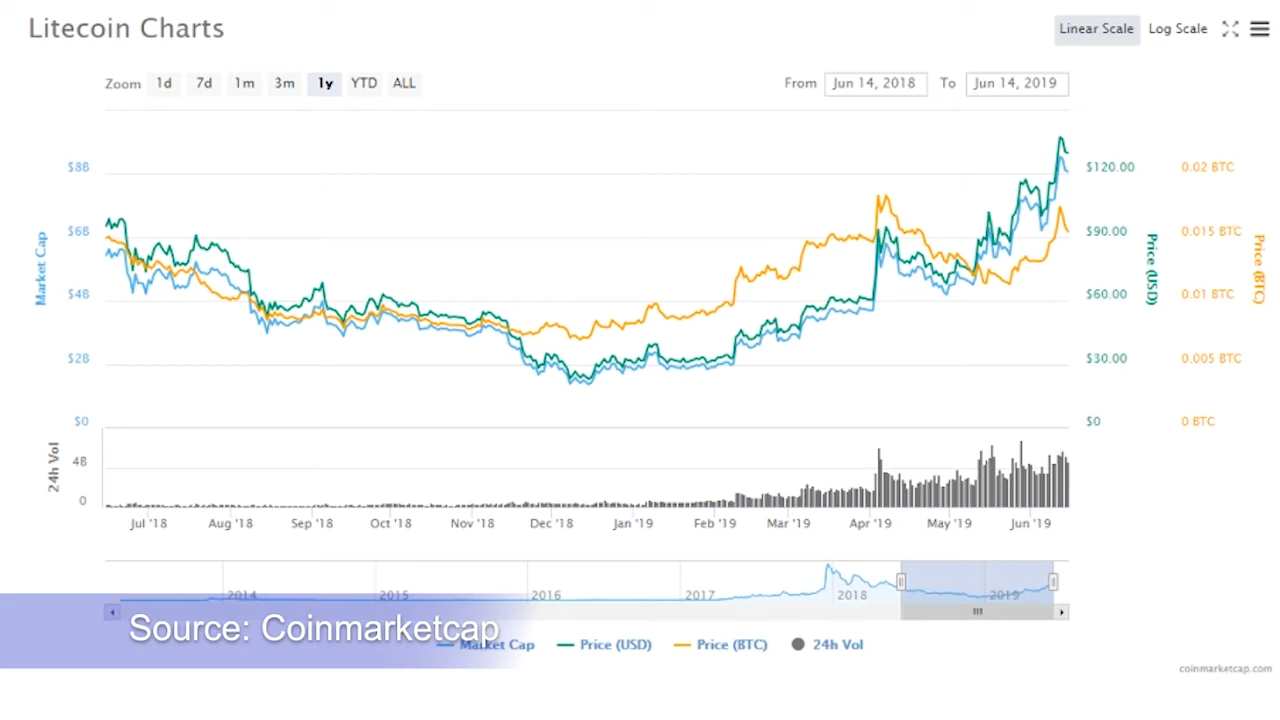 Litecoin Charts
Linear Scale Log Scale
Zoom 1d 7d 1m 3m 1y YTD ALL
From Jun 14, 2018 To Jun 14, 2019
$8B $120.00 0.02 BTC
$6B $90.00 0.015 BTC
Market Cap
Price (USD)
Price (BTC)
$4B $60.00 0.01 BTC
$2B $30.00 0.005 BTC
$0 $0 0 BTC
24h Vol
4B
0
Jul '18 Aug '18 Sep '18 Oct '18 Nov '18 Dec '18 Jan '19 Feb '19 Mar '19 Apr '19 May '19 Jun '19
2014 2015 2016 2017 2018 2019
Source: Coinmarketcap
Market Cap Price (USD) Price (BTC) 24h Vol
coinmarketcap.com